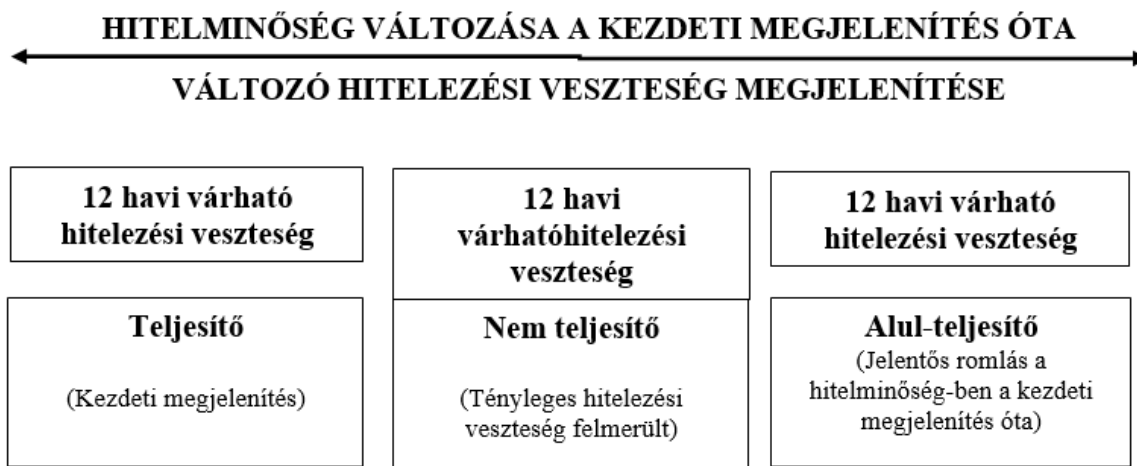 HITELMINŐSÉG VÁLTOZÁSA A KEZDETI MEGJELENÍTÉS ÓTA
VÁLTOZÓ HITELEZÉSI VESZTESÉG MEGJELENÍTÉSE
12 havi várható
hitelezési veszteség
12 havi
várhatóhitelezési
veszteség
12 havi várható
hitelezési veszteség
Teljesítő
(Kezdeti megjelenítés)
Nem teljesítő
(Tényleges hitelezési
veszteség felmerült)
Alul-teljesítő
(Jelentős romlás a
hitelminőség-ben a kezdeti
megjelenítés óta)